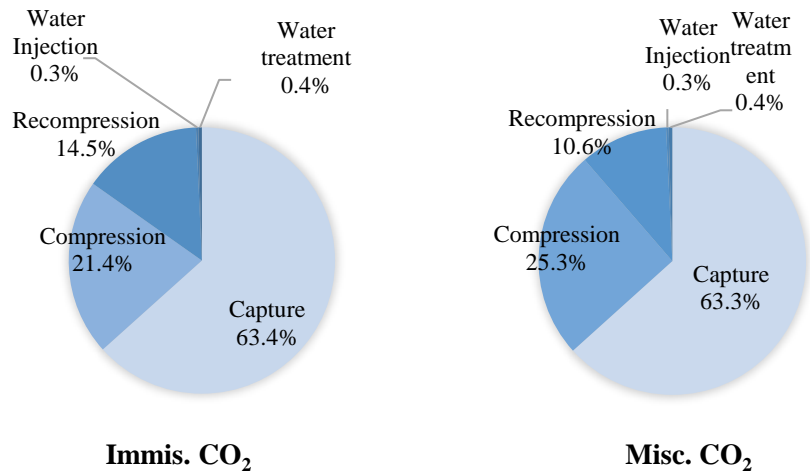 Water
Injection
0.3%
Water
treatment
0.4%
Recompression
14.5%
Compression
21.4%
Capture
63.4%
Immis. CO₂
Water
Injection
0.3%
Water
treatm
ent
0.4%
Recompression
10.6%
Compression
25.3%
Capture
63.3%
Misc. CO₂